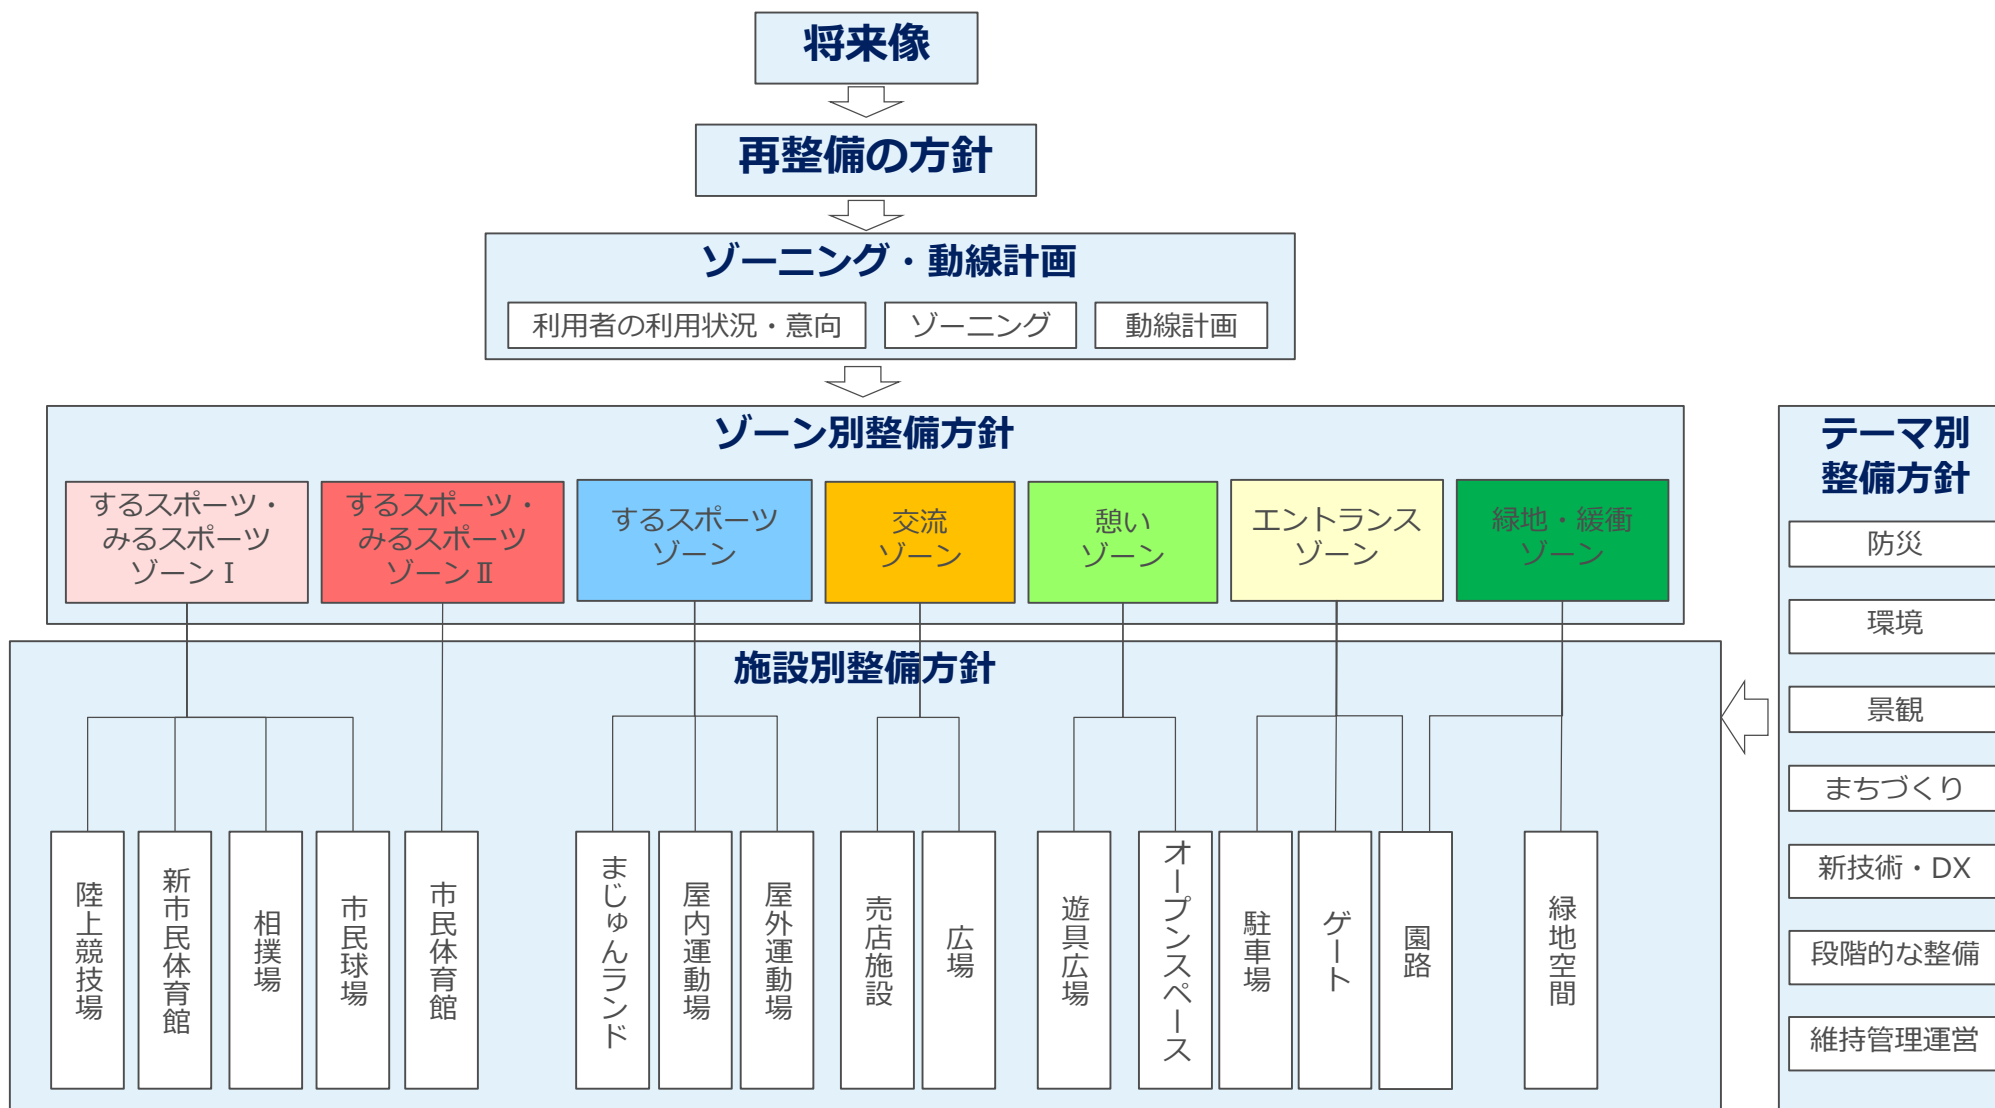 将来像
再整備の方針
ゾーニング・動線計画
利用者の利用状況・意向
ゾーニング
動線計画
ゾーン別整備方針
するスポーツ・
みるスポーツ
ゾーンⅠ
するスポーツ・
みるスポーツ
ゾーンⅡ
するスポーツ
ゾーン
交流
ゾーン
憩い
ゾーン
エントランス
ゾーン
緑地・緩衝
ゾーン
施設別整備方針
陸上競技場
新市民体育館
相撲場
市民球場
市民体育館
まじゅんランド
屋内運動場
屋外運動場
売店施設
広場
遊具広場
オープンスペース
駐車場
ゲート
園路
緑地空間
テーマ別
整備方針
防災
環境
景観
まちづくり
新技術・DX
段階的な整備
維持管理運営